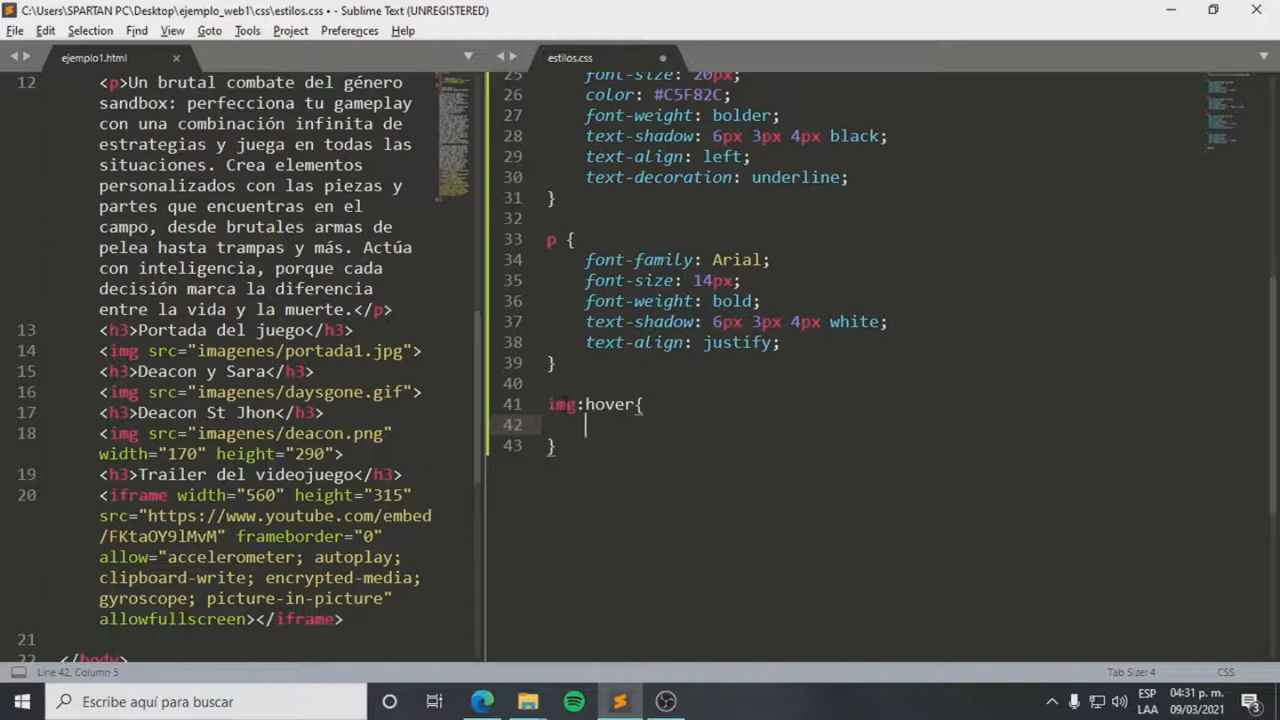 C:\Users\SPARTAN PC\Desktop\ejemplo_web1\css\estilos.css • - Sublime Text (UNREGISTERED)
File Edit Selection Find View Goto Tools Project Preferences Help
ejemplo1.html
estilos.css
12 <p>Un brutal combate del género
sandbox: perfecciona tu gameplay
con una combinación infinita de
estrategias y juega en todas las
situaciones. Crea elementos
personalizados con las piezas y
partes que encuentras en el
campo, desde brutales armas de
pelea hasta trampas y más. Actúa
con inteligencia, porque cada
decisión marca la diferencia
entre la vida y la muerte.</p>
13 <h3>Portada del juego</h3>
14 <img src="imagenes/portada1.jpg">
15 <h3>Deacon y Sara</h3>
16 <img src="imagenes/daysgone.gif">
17 <h3>Deacon St Jhon</h3>
18 <img src="imagenes/deacon.png"
width="170" height="290">
19 <h3>Trailer del videojuego</h3>
20 <iframe width="560" height="315"
src="https://www.youtube.com/embed
/FKtaOY9lMvM" frameborder="0"
allow="accelerometer; autoplay;
clipboard-write; encrypted-media;
gyroscope; picture-in-picture"
allowfullscreen></iframe>
21
22 </body>
25 font-size: 20px;
26 color: #C5F82C;
27 font-weight: bolder;
28 text-shadow: 6px 3px 4px black;
29 text-align: left;
30 text-decoration: underline;
31 }
32
33 p {
34 font-family: Arial;
35 font-size: 14px;
36 font-weight: bold;
37 text-shadow: 6px 3px 4px white;
38 text-align: justify;
39 }
40
41 img:hover{
42
43 }
Line 42, Column 5
Tab Size: 4
CSS
Escribe aquí para buscar
ESP
LAA
04:31 p. m.
09/03/2021
3